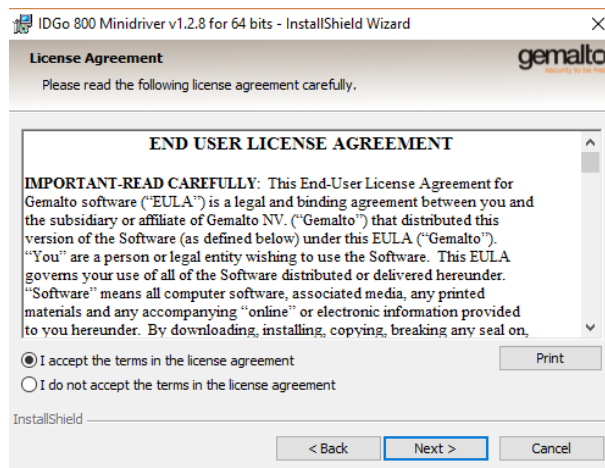 IDGo 800 Minidriver v1.2.8 for 64 bits - InstallShield Wizard
License Agreement
Please read the following license agreement carefully.
gemalto
security to be free
END USER LICENSE AGREEMENT
IMPORTANT-READ CAREFULLY: This End-User License Agreement for
Gemalto software (“EULA”) is a legal and binding agreement between you and
the subsidiary or affiliate of Gemalto NV. (“Gemalto”) that distributed this
version of the Software (as defined below) under this EULA (“Gemalto”).
“You” are a person or legal entity wishing to use the Software. This EULA
governs your use of all of the Software distributed or delivered hereunder.
“Software” means all computer software, associated media, any printed
materials and any accompanying “online” or electronic information provided
to you hereunder. By downloading, installing, copying, breaking any seal on,
I accept the terms in the license agreement
Print
I do not accept the terms in the license agreement
InstallShield
< Back
Next >
Cancel